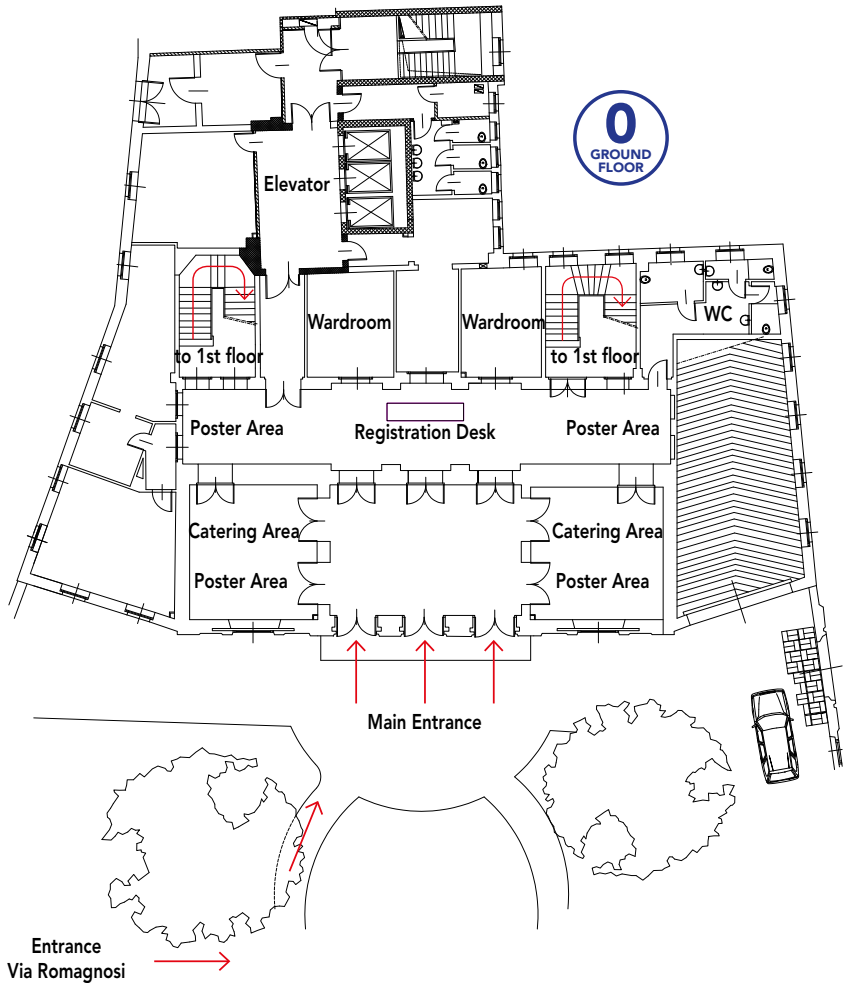 0
GROUND
FLOOR
Elevator
Wardroom
Wardroom
WC
to 1st floor
to 1st floor
Poster Area
Registration Desk
Poster Area
Catering Area
Catering Area
Poster Area
Poster Area
Main Entrance
Entrance
Via Romagnosi